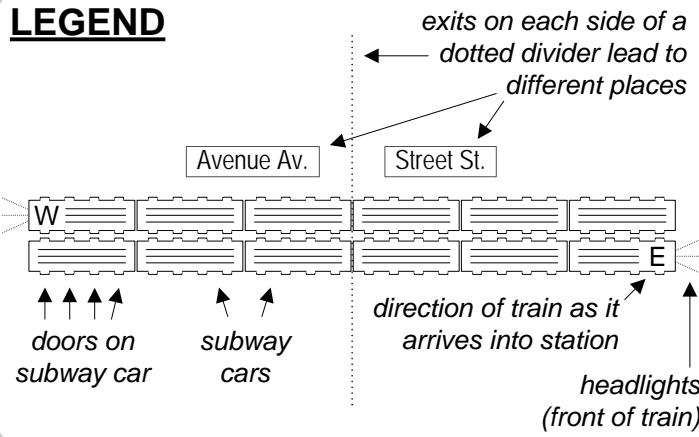 LEGEND
exits on each side of a
dotted divider lead to
different places
Avenue Av.
Street St.
W
E
doors on
subway car
subway
cars
direction of train as it
arrives into station
headlights
(front of train)